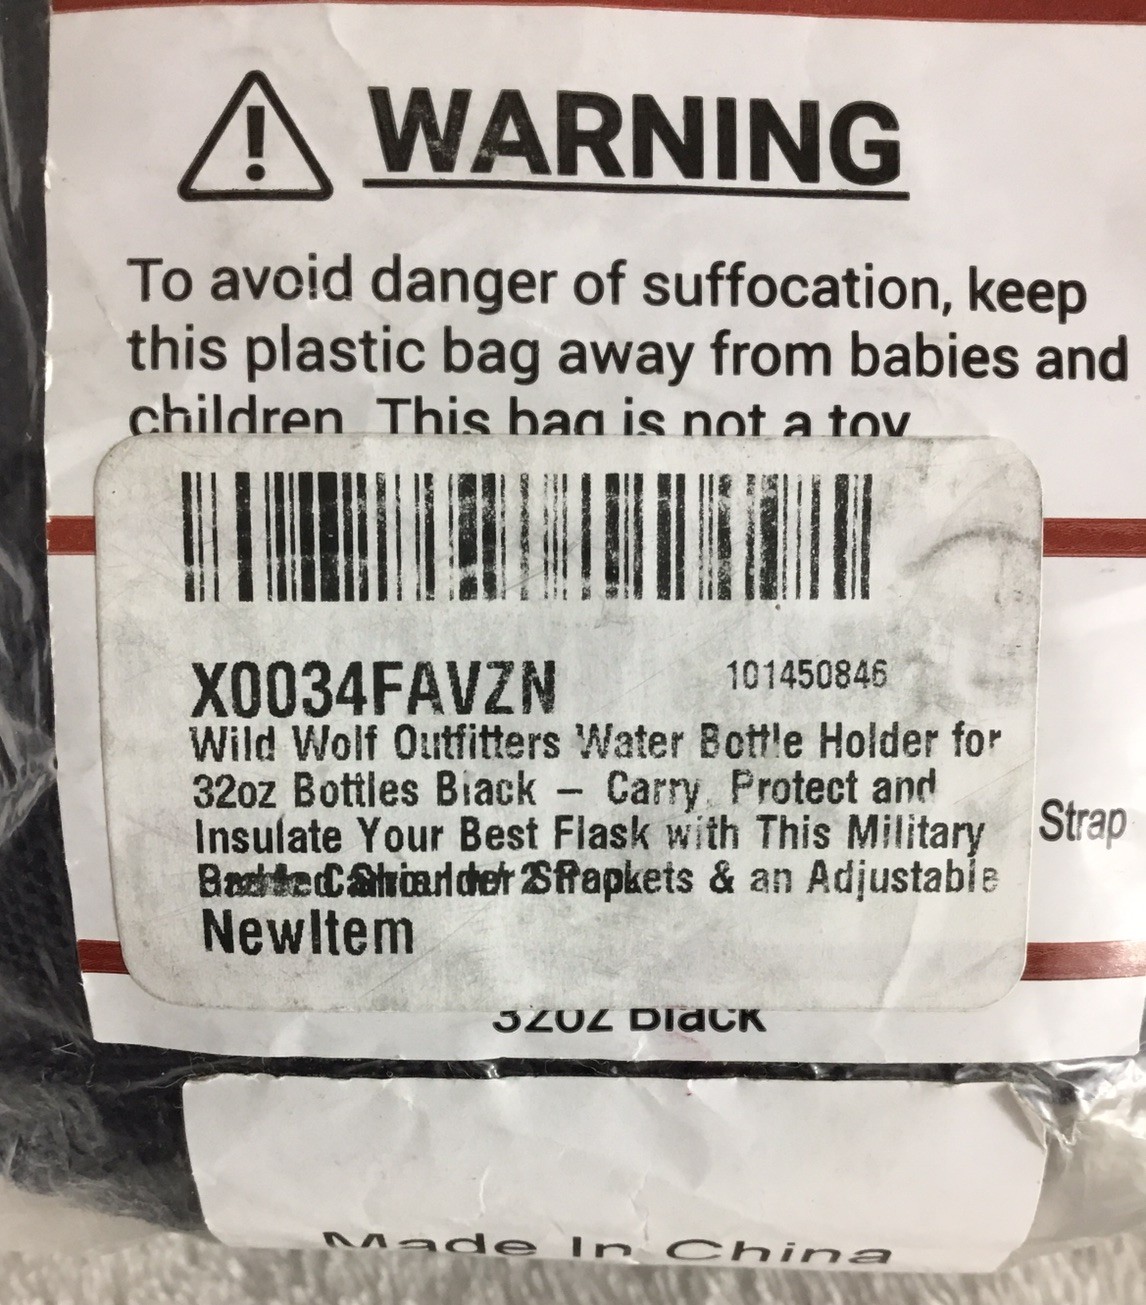 WARNING
To avoid danger of suffocation, keep
this plastic bag away from babies and
children. This bag is not a toy
X0034FAVZN 101450846
Wild Wolf Outfitters Water Bottle Holder for
32oz Bottles Black – Carry, Protect and
Insulate Your Best Flask with This Military
& an Adjustable
NewItem
Strap
32oz Black
Made In China